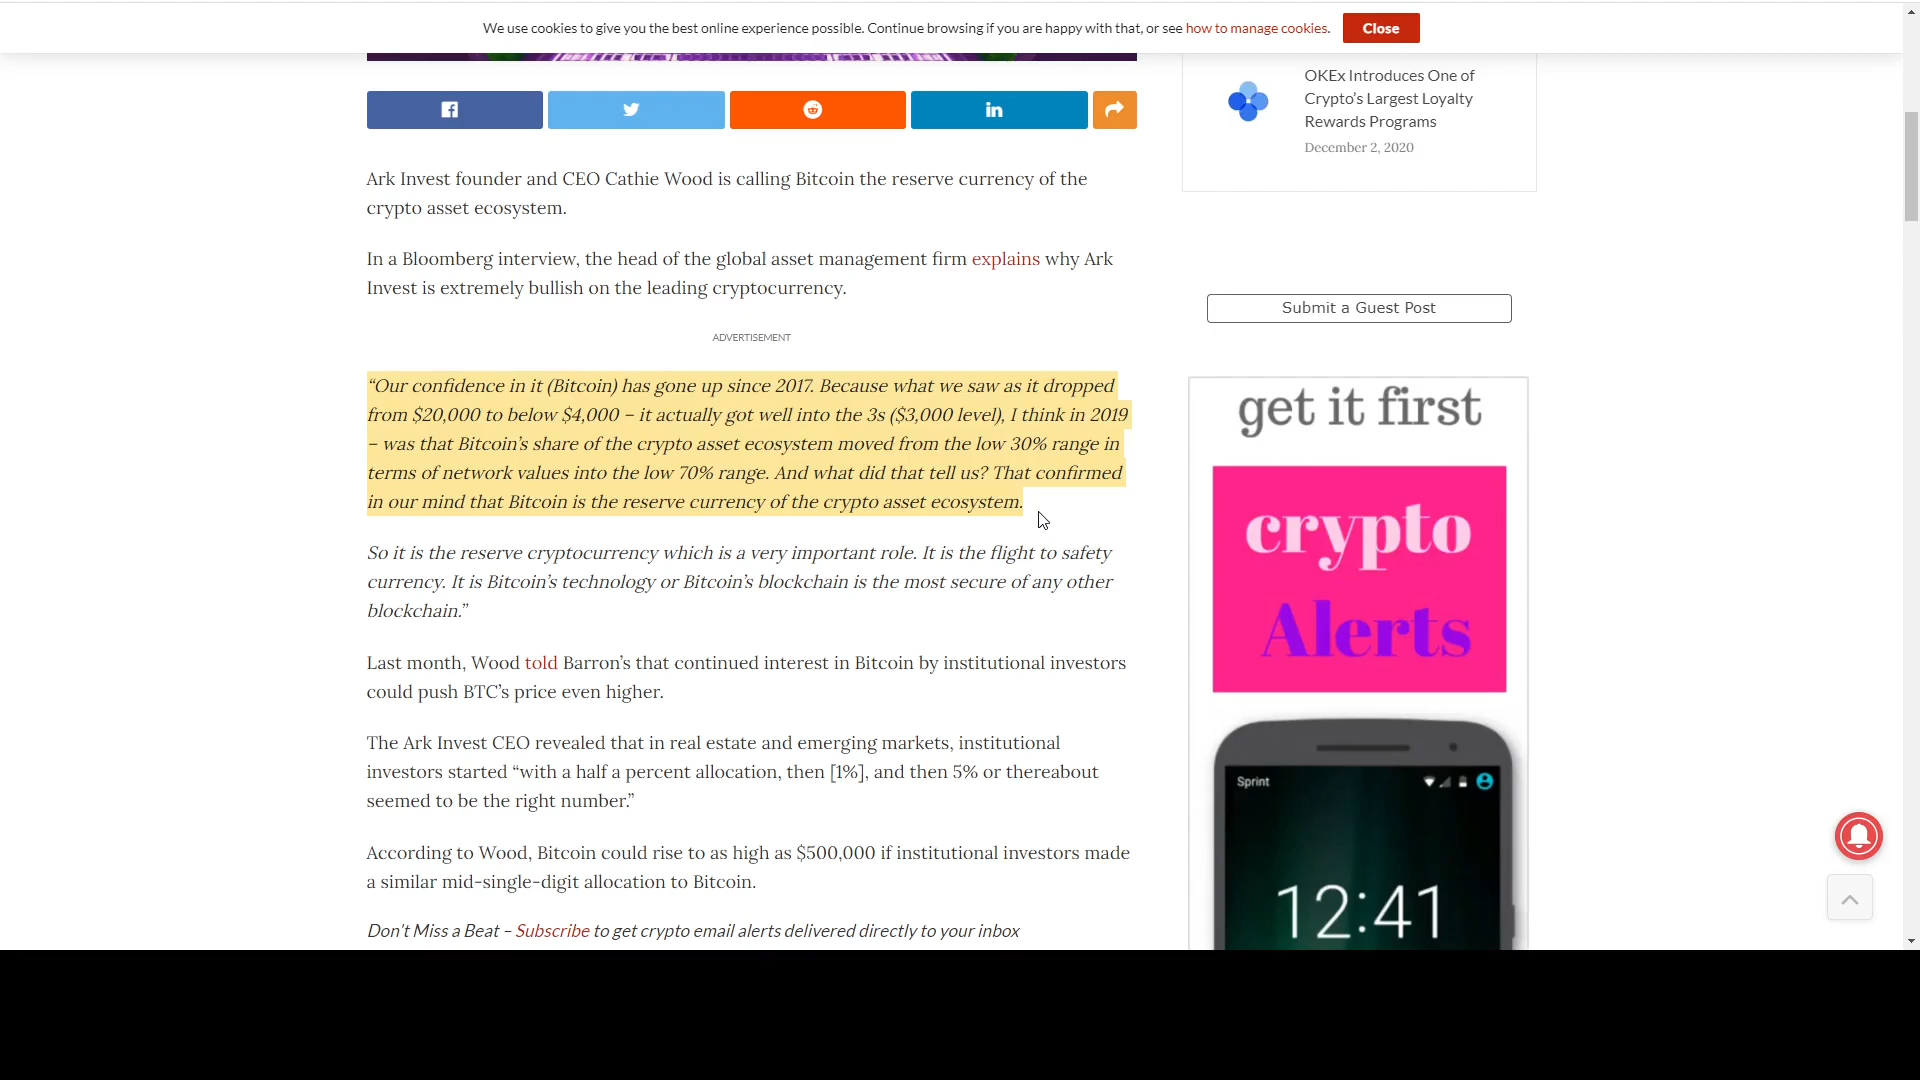 We use cookies to give you the best online experience possible. Continue browsing if you are happy with that, or see how to manage cookies.
Close
OKEx Introduces One of
Crypto’s Largest Loyalty
Rewards Programs
December 2, 2020
Ark Invest founder and CEO Cathie Wood is calling Bitcoin the reserve currency of the
crypto asset ecosystem.
In a Bloomberg interview, the head of the global asset management firm explains why Ark
Invest is extremely bullish on the leading cryptocurrency.
ADVERTISEMENT
“Our confidence in it (Bitcoin) has gone up since 2017. Because what we saw as it dropped
from $20,000 to below $4,000 – it actually got well into the 3s ($3,000 level), I think in 2019
– was that Bitcoin’s share of the crypto asset ecosystem moved from the low 30% range in
terms of network values into the low 70% range. And what did that tell us? That confirmed
in our mind that Bitcoin is the reserve currency of the crypto asset ecosystem.
So it is the reserve cryptocurrency which is a very important role. It is the flight to safety
currency. It is Bitcoin’s technology or Bitcoin’s blockchain is the most secure of any other
blockchain.”
Last month, Wood told Barron’s that continued interest in Bitcoin by institutional investors
could push BTC’s price even higher.
The Ark Invest CEO revealed that in real estate and emerging markets, institutional
investors started “with a half a percent allocation, then [1%], and then 5% or thereabout
seemed to be the right number.”
According to Wood, Bitcoin could rise to as high as $500,000 if institutional investors made
a similar mid-single-digit allocation to Bitcoin.
Don't Miss a Beat – Subscribe to get crypto email alerts delivered directly to your inbox
Submit a Guest Post
get it first
crypto
Alerts
Sprint
12:41